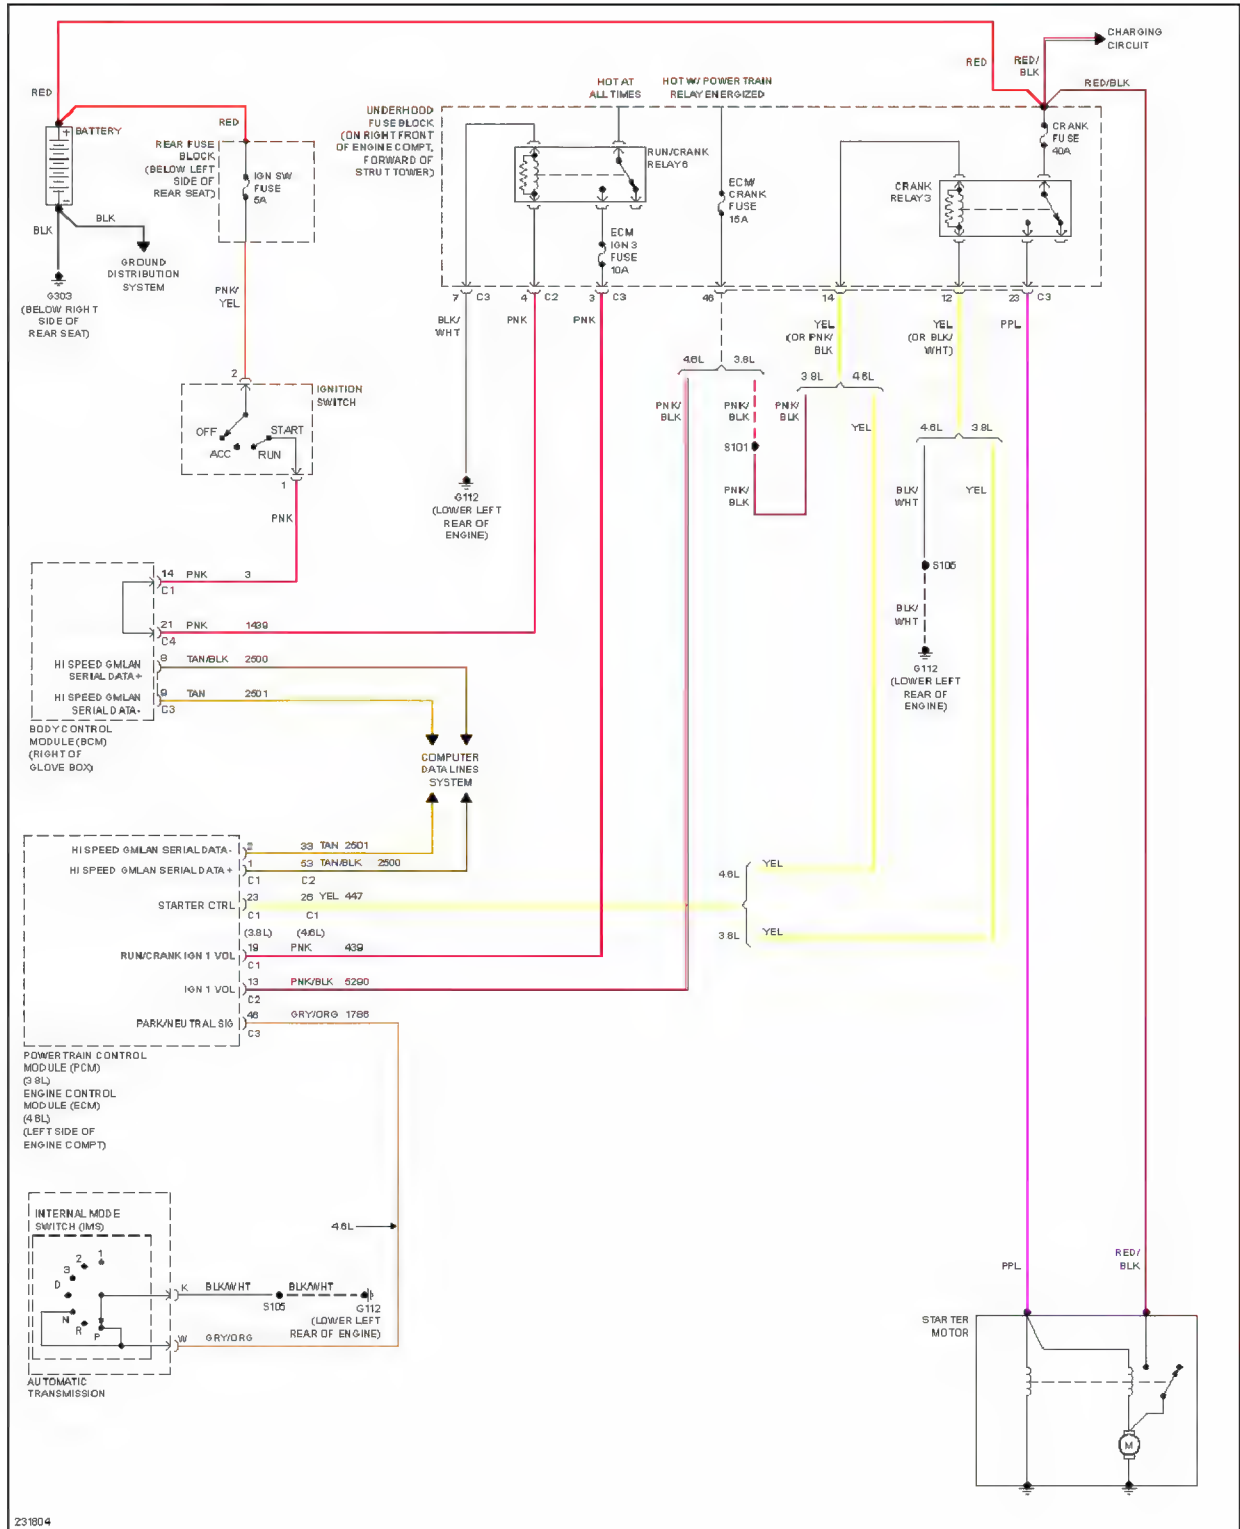 CHARGING
CIRCUIT
RED
RED/
BLK
RED/BLK
RED
HOT AT
ALL TIMES
HOT W/ POWER TRAIN
RELAY ENERGIZED
UNDERHOOD
FUSE BLOCK
(ON RIGHT FRONT
OF ENGINE COMPT,
FORWARD OF
STRUT TOWER)
BATTERY
RED
REAR FUSE
BLOCK
(BELOW LEFT
SIDE OF
REAR SEAT)
IGN SW
FUSE
5A
RUN/CRANK
RELAY 6
ECM/
CRANK
FUSE
15A
CRANK
FUSE
40A
CRANK
RELAY 3
ECM
IGN 3
FUSE
10A
BLK
BLK
GROUND
DISTRIBUTION
SYSTEM
G303
(BELOW RIGHT
SIDE OF
REAR SEAT)
PNK/
YEL
7 C3
4 C2
3 C3
46
14
12
23 C3
BLK/
WHT
PNK
PNK
YEL
(OR PNK/
BLK
YEL
(OR BLK/
WHT)
PPL
2
IGNITION
SWITCH
OFF
ACC
START
RUN
1
PNK
4.6L 3.8L
3.8L 4.6L
4.6L 3.8L
PNK/
BLK
PNK/
BLK
PNK/
BLK
YEL
S101
PNK/
BLK
BLK/
WHT
YEL
G112
(LOWER LEFT
REAR OF
ENGINE)
S105
BLK/
WHT
G112
(LOWER LEFT
REAR OF
ENGINE)
14 PNK 3
C1
21 PNK 1439
C4
HI SPEED GMLAN
SERIAL DATA+
8 TAN/BLK 2500
HI SPEED GMLAN
SERIAL DATA-
9 TAN 2501
C3
BODY CONTROL
MODULE (BCM)
(RIGHT OF
GLOVE BOX)
COMPUTER
DATA LINES
SYSTEM
HI SPEED GMLAN SERIAL DATA- 2 33 TAN 2501
HI SPEED GMLAN SERIAL DATA + 1 53 TAN/BLK 2500
C1 C2
STARTER CTRL 23 26 YEL 447
C1 C1
(3.8L) (4.6L)
4.6L YEL
3.8L YEL
RUN/CRANK IGN 1 VOL 19 PNK 439
C1
IGN 1 VOL 13 PNK/BLK 5290
C2
PARK/NEUTRAL SIG 46 GRY/ORG 1786
C3
POWERTRAIN CONTROL
MODULE (PCM)
(3.8L)
ENGINE CONTROL
MODULE (ECM)
(4.6L)
(LEFT SIDE OF
ENGINE COMPT)
INTERNAL MODE
SWITCH (IMS)
4.6L
1
2
3
D
N
R
P
K BLK/WHT BLK/WHT
S105
G112
(LOWER LEFT
REAR OF ENGINE)
W GRY/ORG
AUTOMATIC
TRANSMISSION
PPL
RED/
BLK
STARTER
MOTOR
M
231804